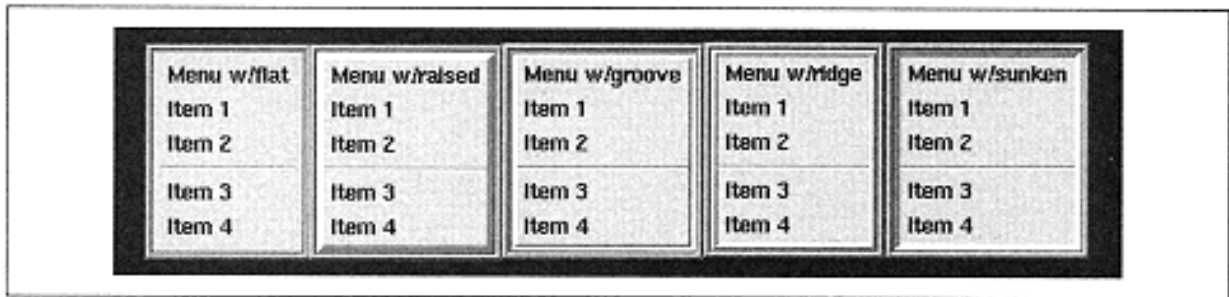 Menu w/flat
Item 1
Item 2
Item 3
Item 4
Menu w/raised
Item 1
Item 2
Item 3
Item 4
Menu w/groove
Item 1
Item 2
Item 3
Item 4
Menu w/ridge
Item 1
Item 2
Item 3
Item 4
Menu w/sunken
Item 1
Item 2
Item 3
Item 4